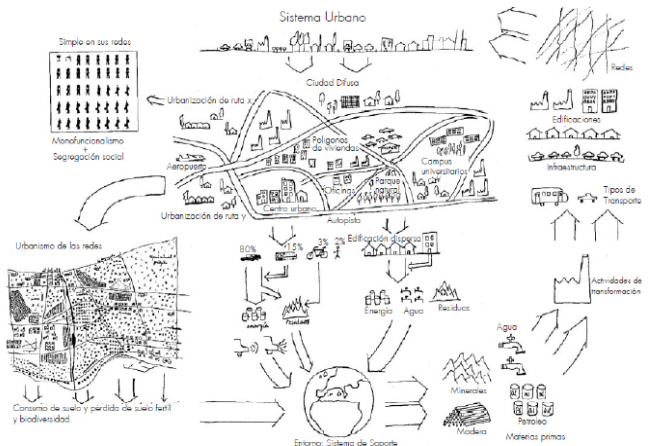 Sistema Urbano
Simple en sus redes
Monofuncionalismo
+
Segregación social
Redes
Ciudad Difusa
Urbanización de ruta x
Edificaciones
Polígonos
de viviendas
Aeropuerto
Campus
universitarios
Infraestructura
Parque
natural
Oficinas
Centro urbano
Tipos de
Transporte
Urbanización de ruta y
Autopista
Urbanismo de las redes
80%
15%
3%
2%
Edificación dispersa
Actividades de
transformación
energía
Residuos
Energía
Agua
Residuos
Agua
Minerales
Consumo de suelo y pérdida de suelo fertil
y biodiversidad.
Madera
Petroleo
Materias primas
Entorno: Sistema de Soporte